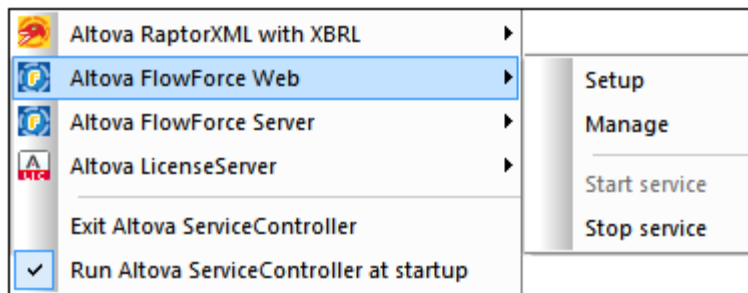 Altova RaptorXML with XBRL
Altova FlowForce Web
Altova FlowForce Server
Altova LicenseServer
LIC
Exit Altova ServiceController
Run Altova ServiceController at startup
Setup
Manage
Start service
Stop service